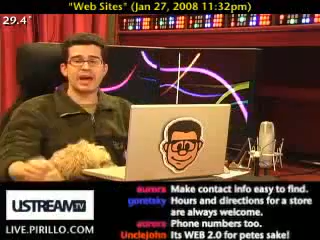 "Web Sites" (Jan 27, 2008 11:32pm)
29.4°
aurora Make contact info easy to find.
goretsky Hours and directions for a store
are always welcome.
aurora Phone numbers too.
UncleJohn Its WEB 2.0 for petes sake!
USTREAM.TV
LIVE.PIRILLO.COM